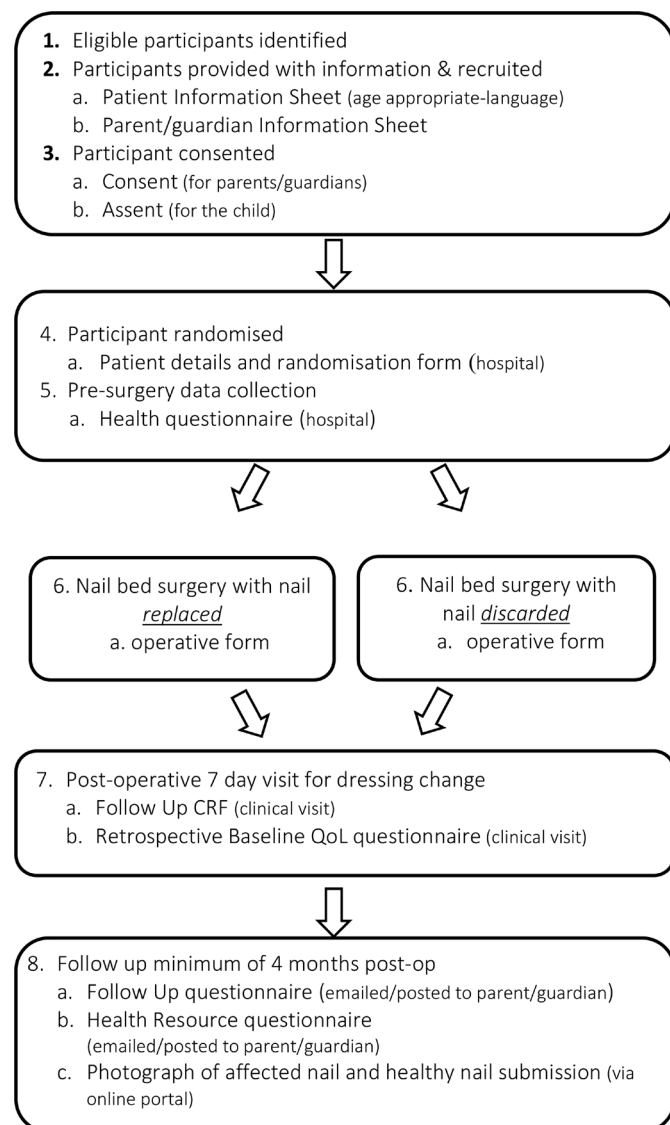 1. Eligible participants identified
2. Participants provided with information & recruited
a. Patient Information Sheet (age appropriate-language)
b. Parent/guardian Information Sheet
3. Participant consented
a. Consent (for parents/guardians)
b. Assent (for the child)
4. Participant randomised
a. Patient details and randomisation form (hospital)
5. Pre-surgery data collection
a. Health questionnaire (hospital)
6. Nail bed surgery with nail
replaced
a. operative form
6. Nail bed surgery with
nail discarded
a. operative form
7. Post-operative 7 day visit for dressing change
a. Follow Up CRF (clinical visit)
b. Retrospective Baseline QoL questionnaire (clinical visit)
8. Follow up minimum of 4 months post-op
a. Follow Up questionnaire (emailed/posted to parent/guardian)
b. Health Resource questionnaire
(emailed/posted to parent/guardian)
c. Photograph of affected nail and healthy nail submission (via
online portal)